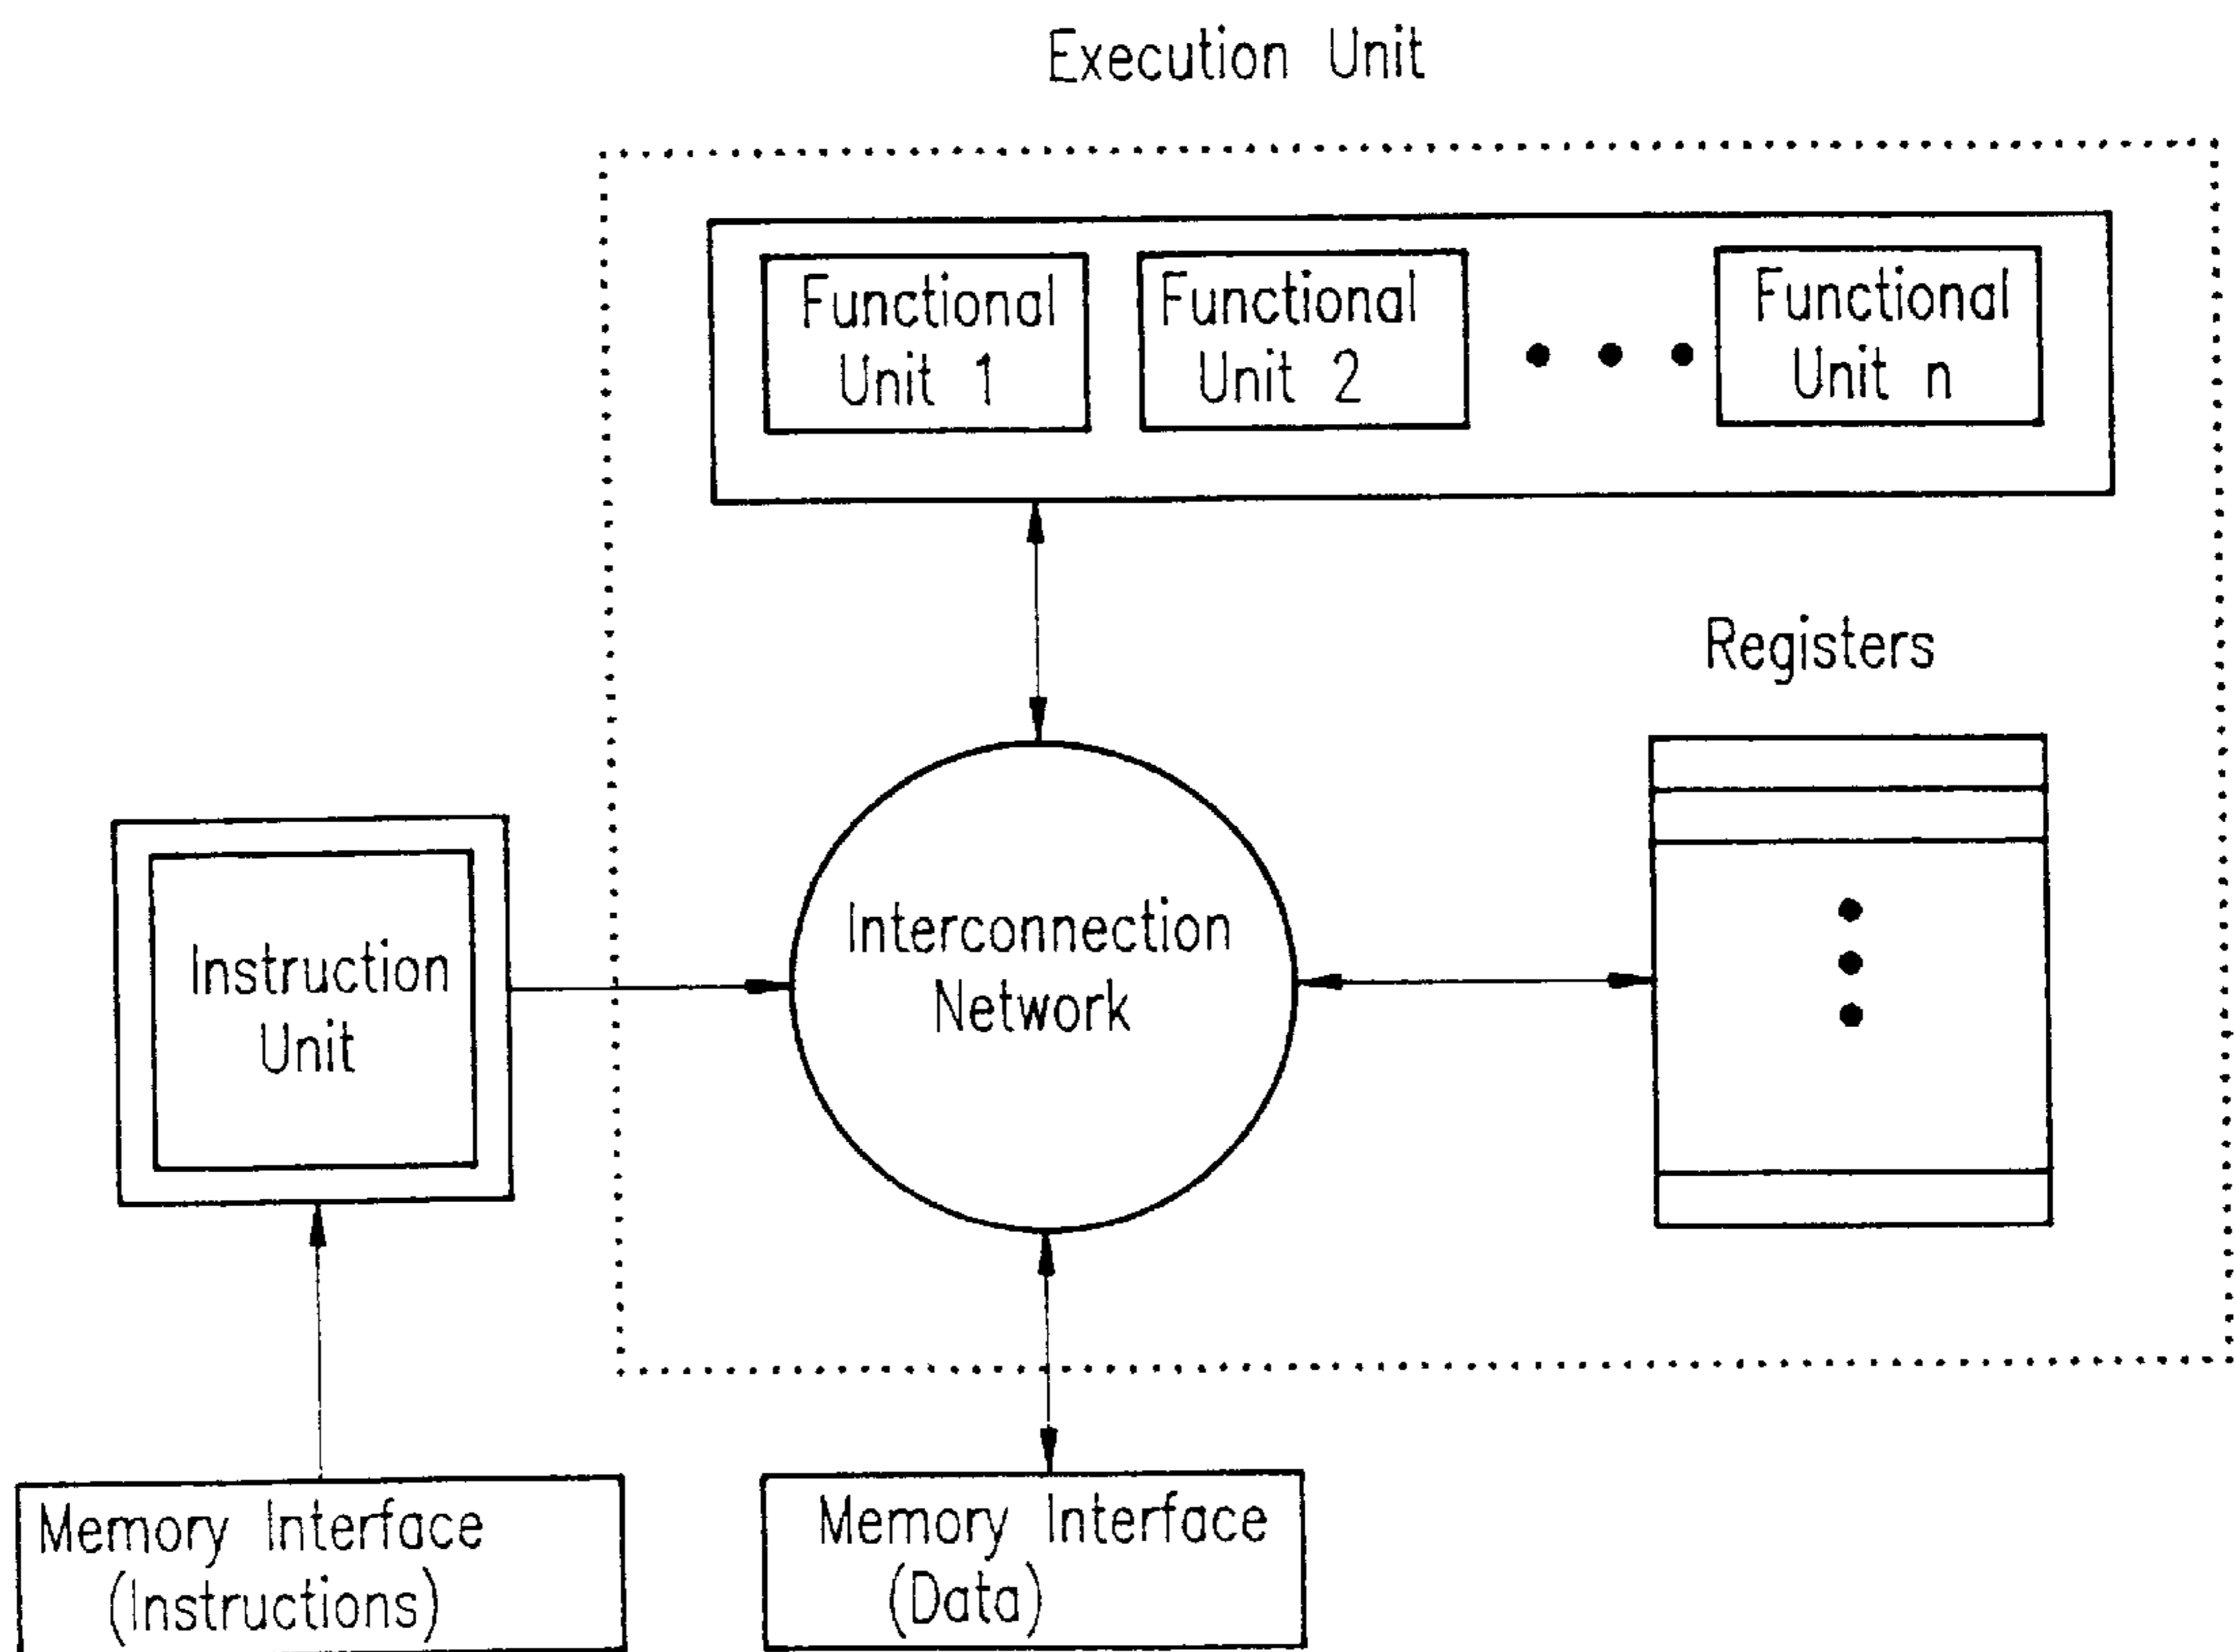 Execution Unit
Functional
Unit 1
Functional
Unit 2
Functional
Unit n
Registers
Instruction
Unit
Interconnection
Network
Memory Interface
(Instructions)
Memory Interface
(Data)